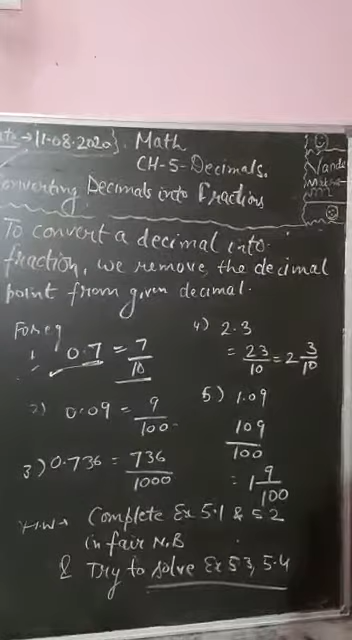 11.08.2020}. Math
CH-5-Decimals.
Converting Decimals into Fractions
To convert a decimal into
fraction, we remove the decimal
point from given decimal.
For eg
1) 0.7 = 7/10
2) 0.09 = 9/100
3) 0.736 = 736/1000
4) 2.3
= 23/10 = 2 3/10
5) 1.09
109/100
= 1 9/100
H.W → Complete Ex 5.1 & 5.2
in fair N.B
& Try to solve Ex 5.3, 5.4